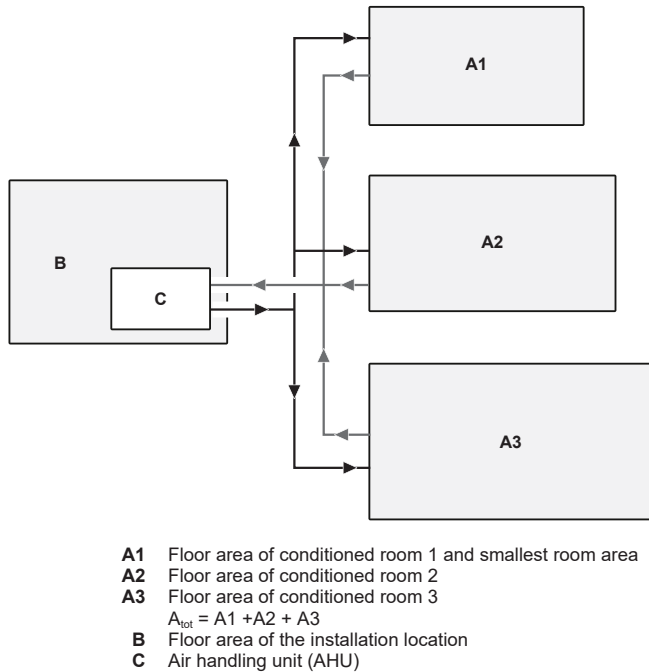 A1
A2
B
C
A3
A1 Floor area of conditioned room 1 and smallest room area
A2 Floor area of conditioned room 2
A3 Floor area of conditioned room 3
Atot = A1 +A2 + A3
B Floor area of the installation location
C Air handling unit (AHU)